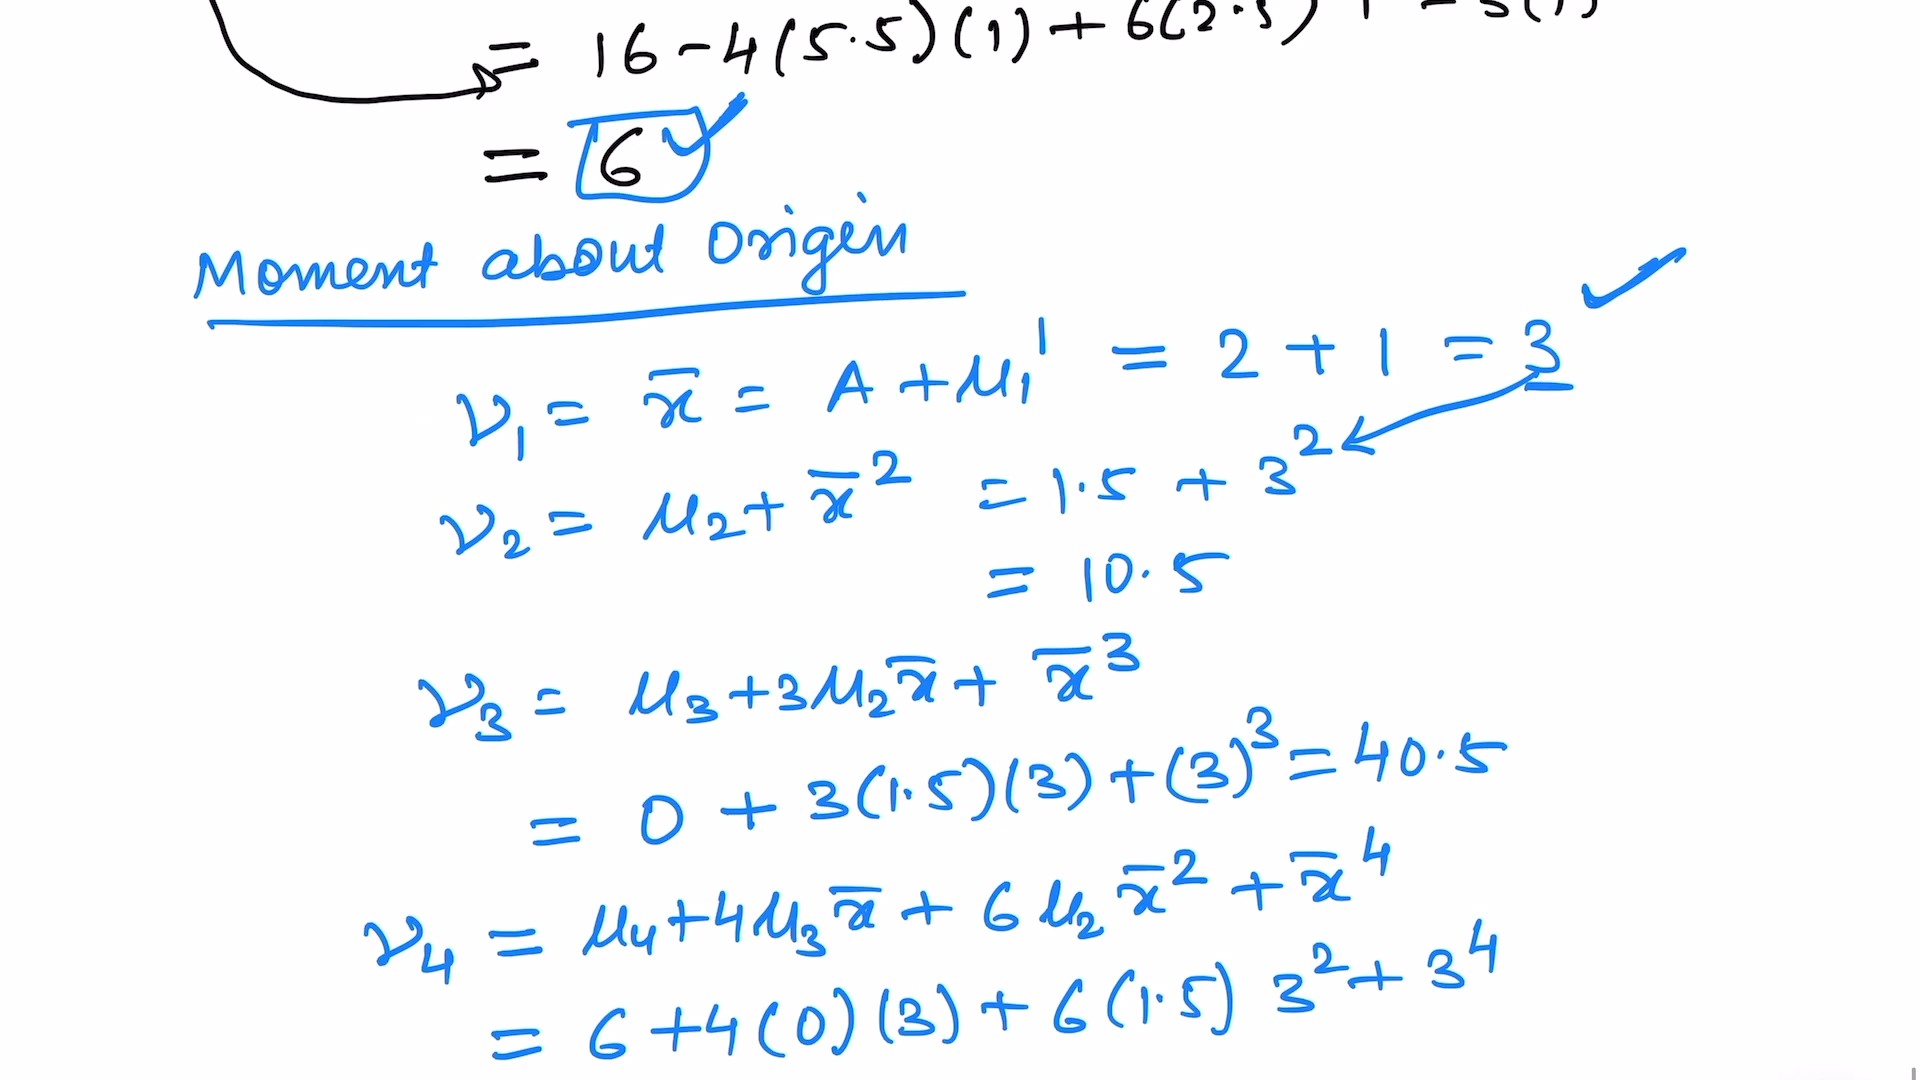 = 16 - 4(5.5)(1) + 6(2.5)
= 6
Moment about Origin
ν₁ = x̄ = A + μ₁' = 2 + 1 = 3
ν₂ = μ₂ + x̄² = 1.5 + 3²
= 10.5
ν₃ = μ₃ + 3μ₂x̄ + x̄³
= 0 + 3(1.5)(3) + (3)³ = 40.5
ν₄ = μ₄ + 4μ₃x̄ + 6μ₂x̄² + x̄⁴
= 6 + 4(0)(3) + 6(1.5) 3² + 3⁴